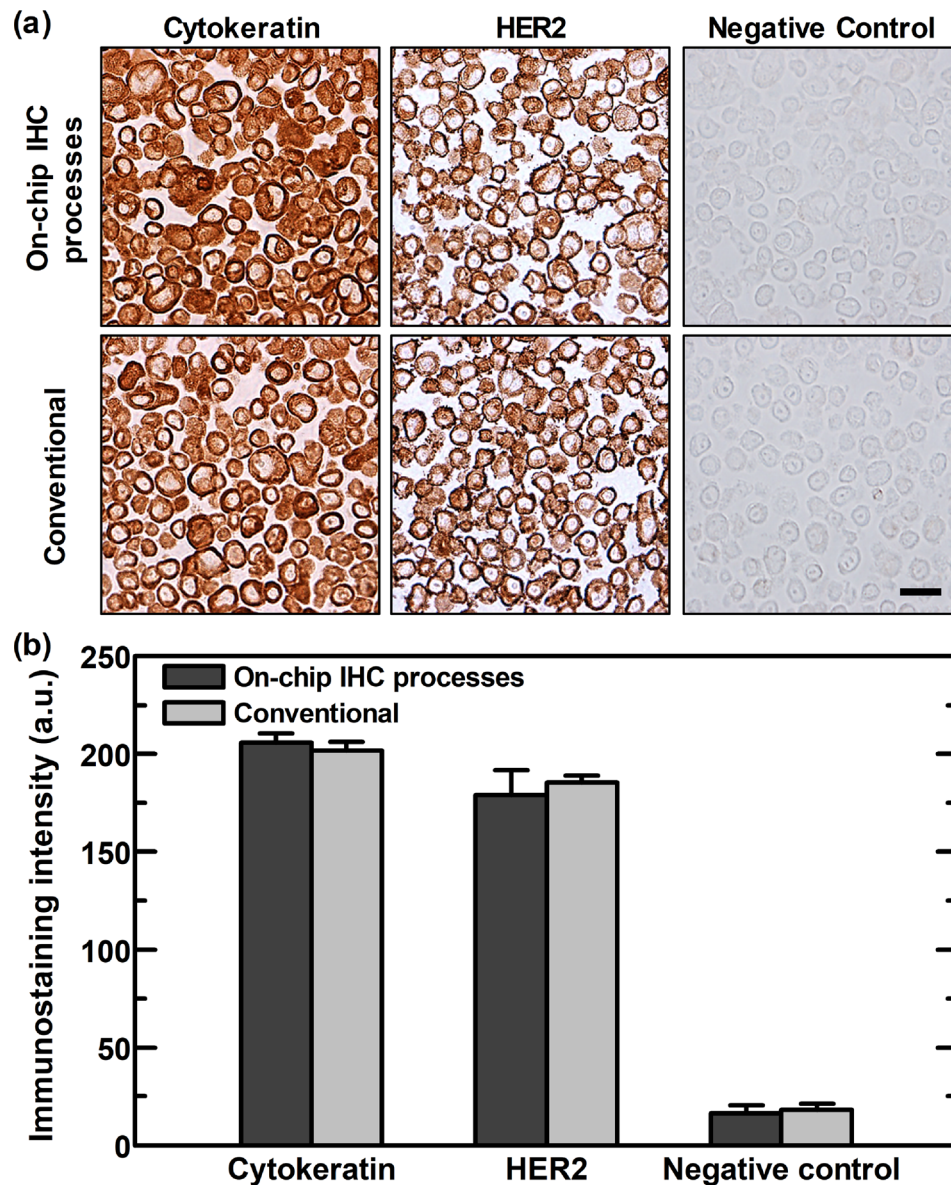 (a)
Cytokeratin
HER2
Negative Control
On-chip IHC
processes
Conventional
(b)
250
200
150
100
50
0
Immunostaining intensity (a.u.)
On-chip IHC processes
Conventional
Cytokeratin
HER2
Negative control